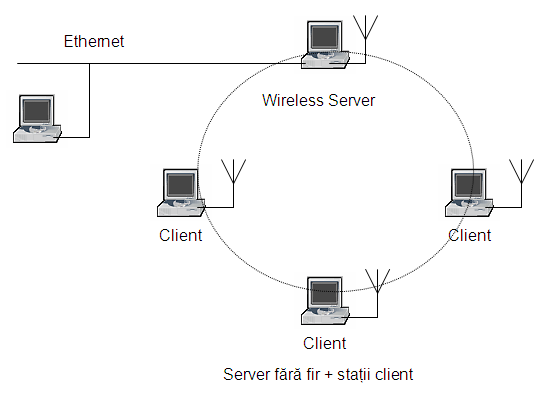 Ethernet
Wireless Server
Client
Client
Client
Server fără fir + stații client